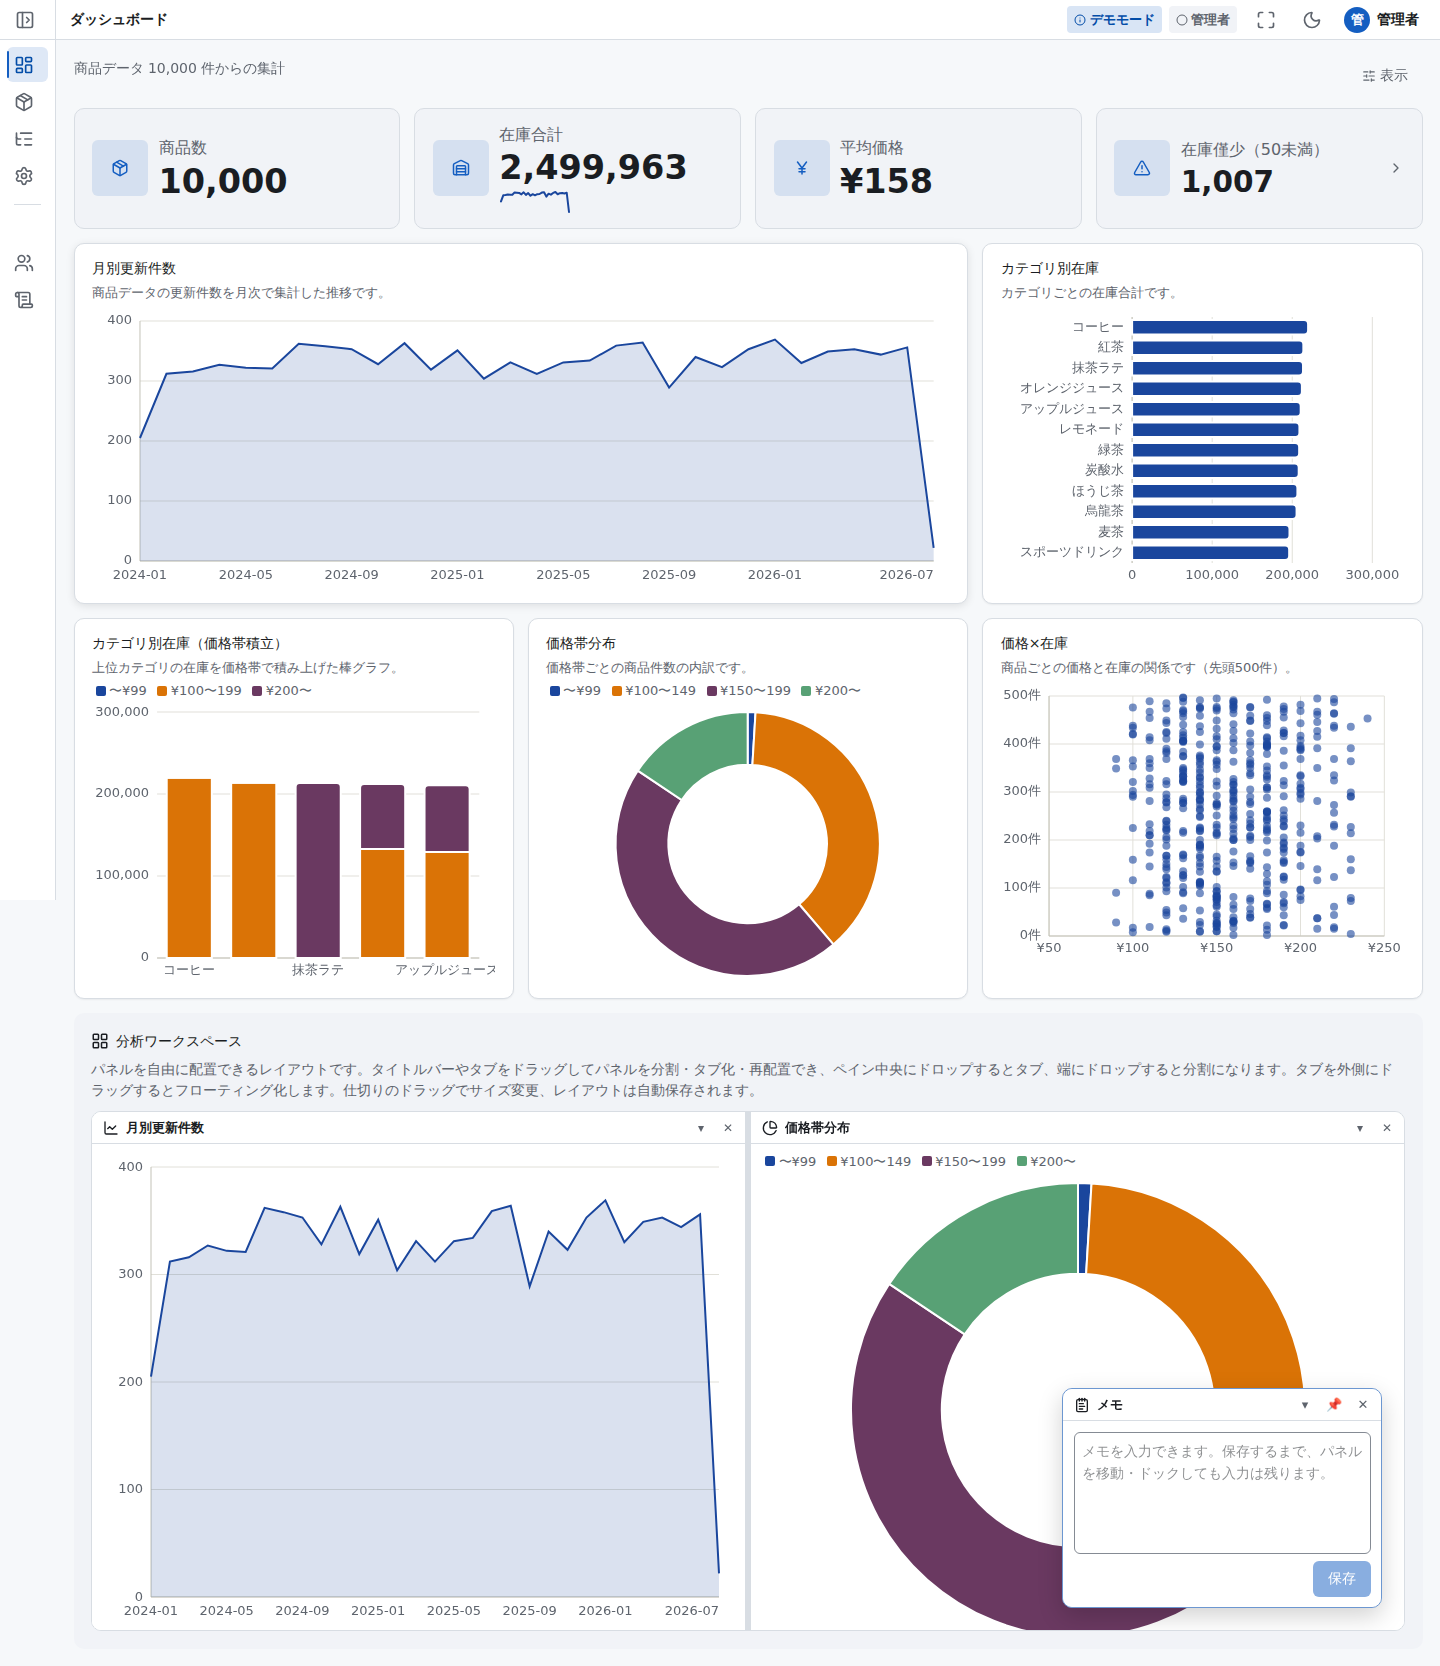 ダッシュボード
デモモード
管理者
管
管理者
商品データ 10,000 件からの集計
表示
商品数
10,000
在庫合計
2,499,963
平均価格
¥158
在庫僅少（50未満）
1,007
月別更新件数
商品データの更新件数を月次で集計した推移です。
400
300
200
100
0
2024-01 2024-05 2024-09 2025-01 2025-05 2025-09 2026-01 2026-07
カテゴリ別在庫
カテゴリごとの在庫合計です。
コーヒー
紅茶
抹茶ラテ
オレンジジュース
アップルジュース
レモネード
緑茶
炭酸水
ほうじ茶
烏龍茶
麦茶
スポーツドリンク
0 100,000 200,000 300,000
カテゴリ別在庫（価格帯積立）
上位カテゴリの在庫を価格帯で積み上げた棒グラフ。
〜¥99 ¥100〜199 ¥200〜
300,000
200,000
100,000
0
コーヒー 抹茶ラテ アップルジュース
価格帯分布
価格帯ごとの商品件数の内訳です。
〜¥99 ¥100〜149 ¥150〜199 ¥200〜
価格×在庫
商品ごとの価格と在庫の関係です（先頭500件）。
500件
400件
300件
200件
100件
0件
¥50 ¥100 ¥150 ¥200 ¥250
分析ワークスペース
パネルを自由に配置できるレイアウトです。タイトルバーやタブをドラッグしてパネルを分割・タブ化・再配置でき、ペイン中央にドロップするとタブ、端にドロップすると分割になります。タブを外側にド
ラッグするとフローティング化します。仕切りのドラッグでサイズ変更、レイアウトは自動保存されます。
月別更新件数
400
300
200
100
0
2024-01 2024-05 2024-09 2025-01 2025-05 2025-09 2026-01 2026-07
価格帯分布
〜¥99 ¥100〜149 ¥150〜199 ¥200〜
メモ
メモを入力できます。保存するまで、パネル
を移動・ドックしても入力は残ります。
保存